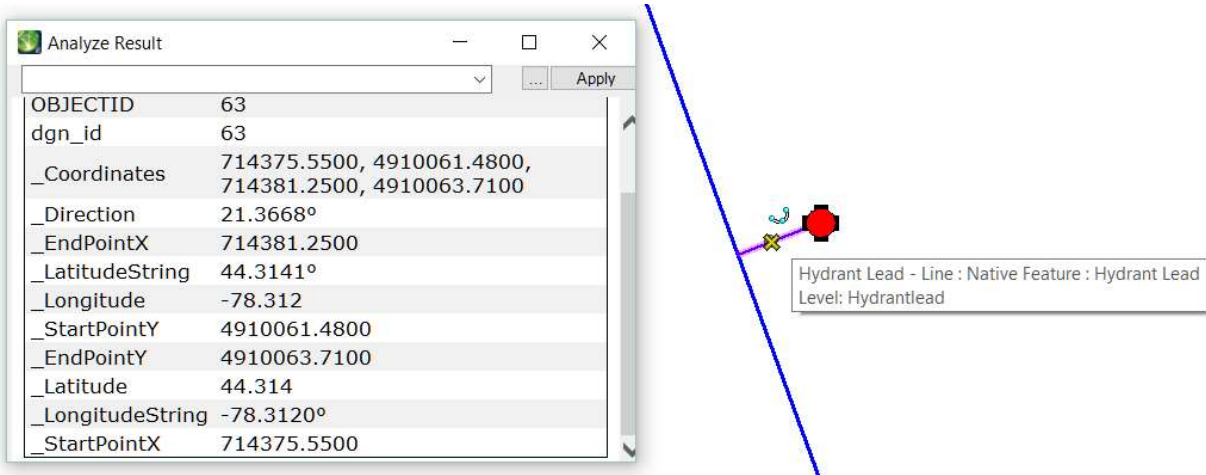 Analyze Result
... Apply
OBJECTID 63
dgn_id 63
_Coordinates 714375.5500, 4910061.4800,
714381.2500, 4910063.7100
_Direction 21.3668º
_EndPointX 714381.2500
_LatitudeString 44.3141º
_Longitude -78.312
_StartPointY 4910061.4800
_EndPointY 4910063.7100
_Latitude 44.314
_LongitudeString -78.3120º
_StartPointX 714375.5500
Hydrant Lead - Line : Native Feature : Hydrant Lead
Level: Hydrantlead